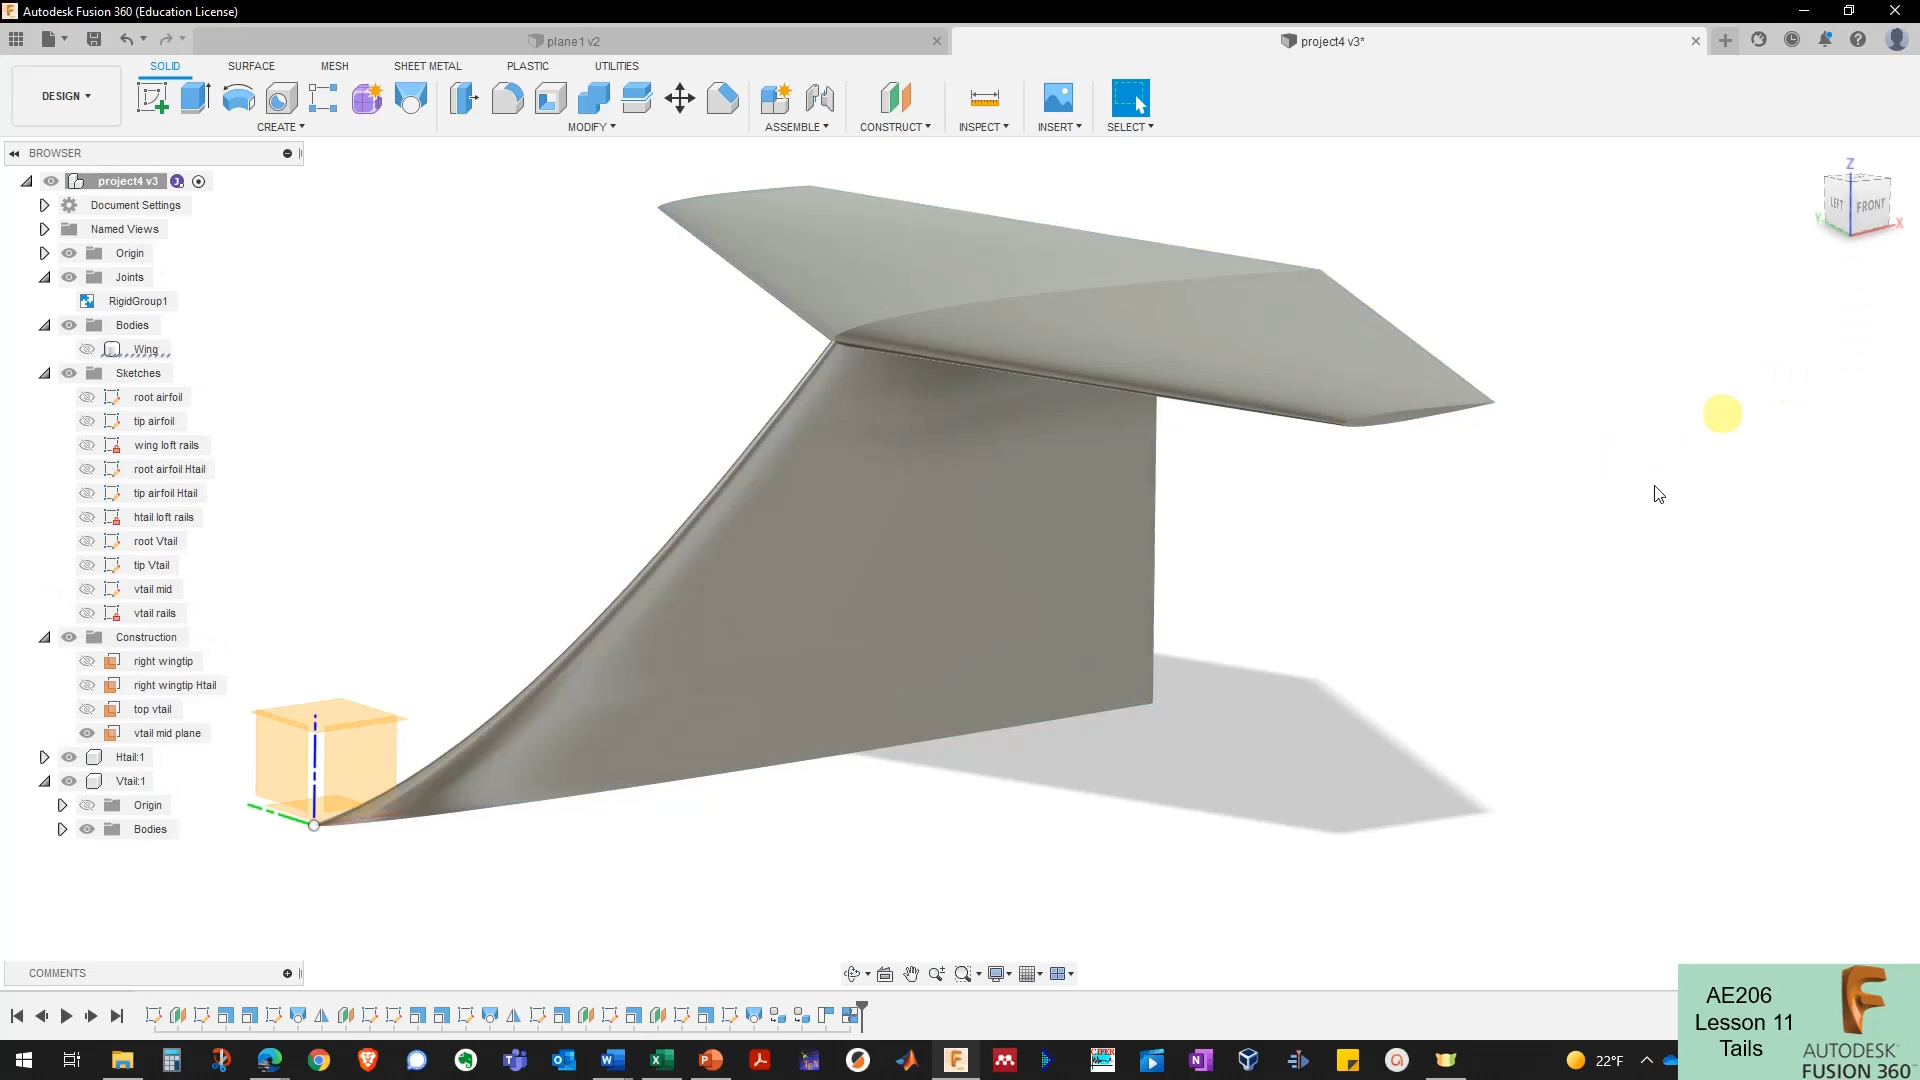 Autodesk Fusion 360 (Education License)
plane1 v2
project4 v3*
SOLID
SURFACE
MESH
SHEET METAL
PLASTIC
UTILITIES
DESIGN
CREATE
MODIFY
ASSEMBLE
CONSTRUCT
INSPECT
INSERT
SELECT
BROWSER
project4 v3
Document Settings
Named Views
Origin
Joints
RigidGroup1
Bodies
Wing
Sketches
root airfoil
tip airfoil
wing loft rails
root airfoil Htail
tip airfoil Htail
htail loft rails
root Vtail
tip Vtail
vtail mid
vtail rails
Construction
right wingtip
right wingtip Htail
top vtail
vtail mid plane
Htail:1
Vtail:1
Origin
Bodies
Z
LEFT
FRONT
Y
X
COMMENTS
AE206
Lesson 11
Tails
AUTODESK
FUSION 360
22°F